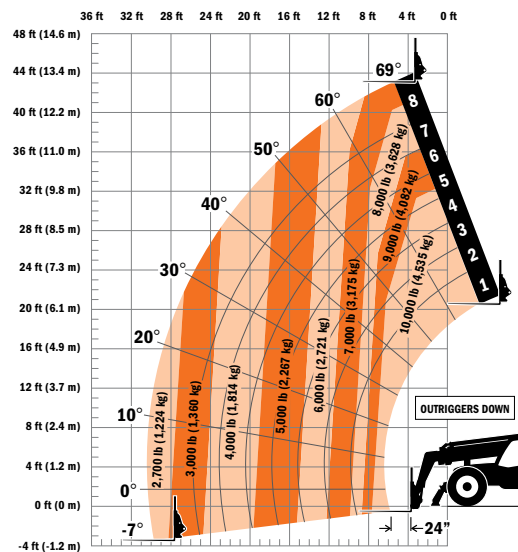 36 ft 32 ft 28 ft 24 ft 20 ft 16 ft 12 ft 8 ft 4 ft 0 ft
48 ft (14.6 m)
44 ft (13.4 m)
40 ft (12.2 m)
36 ft (11.0 m)
32 ft (9.8 m)
28 ft (8.5 m)
24 ft (7.3 m)
20 ft (6.1 m)
16 ft (4.9 m)
12 ft (3.7 m)
8 ft (2.4 m)
4 ft (1.2 m)
0 ft (0 m)
-4 ft (-1.2 m)
69°
60°
50°
40°
30°
20°
10°
0°
-7°
8
7
6
5
4
3
2
1
2,700 lb (1,224 kg)
3,000 lb (1,360 kg)
4,000 lb (1,814 kg)
5,000 lb (2,267 kg)
6,000 lb (2,721 kg)
7,000 lb (3,175 kg)
8,000 lb (3,628 kg)
9,000 lb (4,082 kg)
10,000 lb (4,535 kg)
OUTRIGGERS DOWN
24”